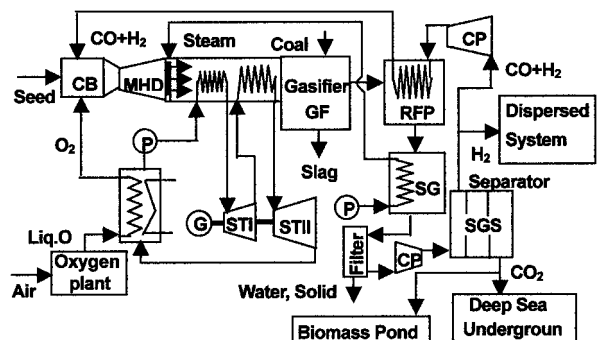 CO+H2
Steam
Coal
CP
CB
MHD
Gasifier
GF
CO+H2
Seed
RFP
Dispersed
System
O2
P
Slag
H2
SG
Separator
P
G
STI
STII
SGS
Liq.O
Filter
CP
Oxygen
plant
Air
Water, Solid
CO2
Biomass Pond
Deep Sea
Undergroun